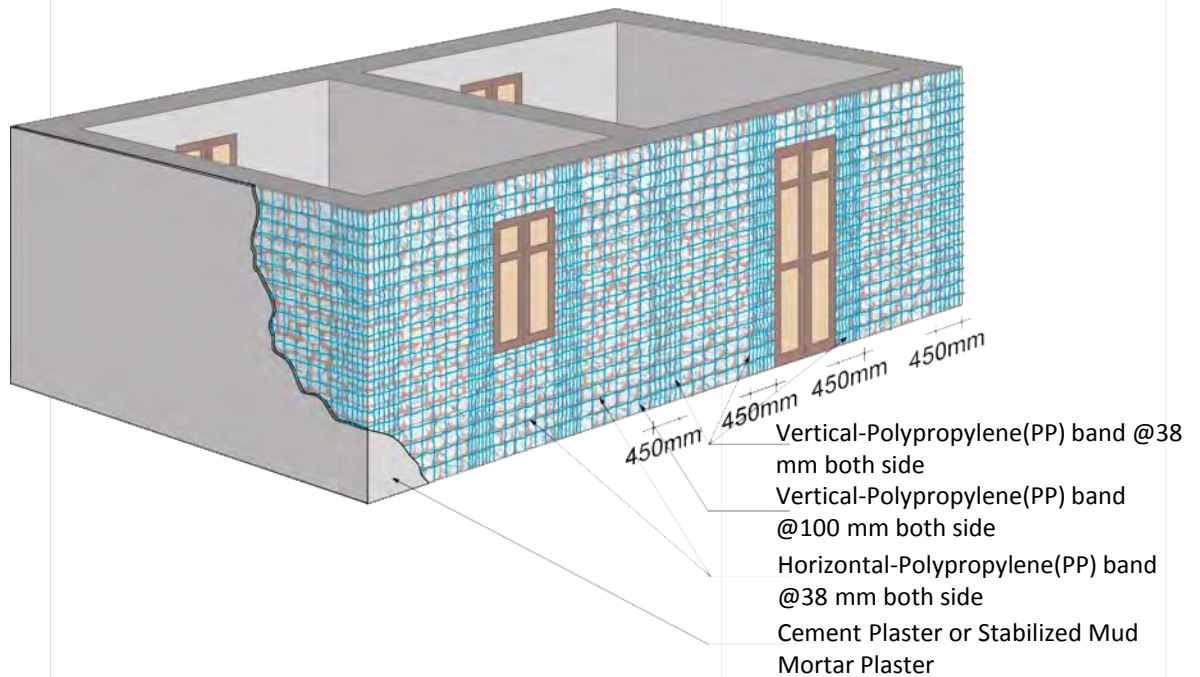 450mm
450mm
450mm
450mm
Vertical-Polypropylene(PP) band @38
mm both side
Vertical-Polypropylene(PP) band
@100 mm both side
Horizontal-Polypropylene(PP) band
@38 mm both side
Cement Plaster or Stabilized Mud
Mortar Plaster